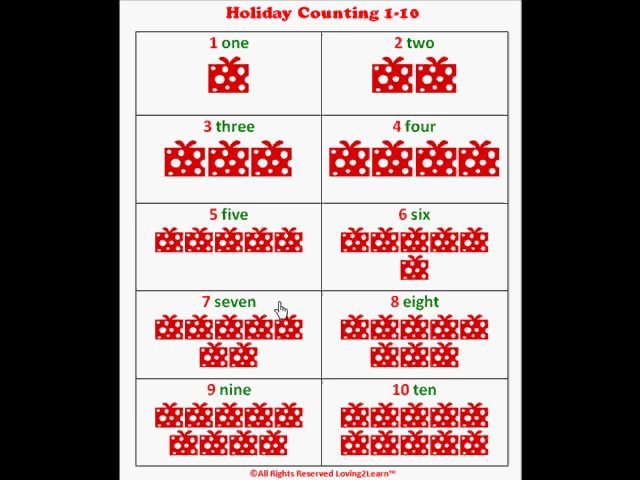 Holiday Counting 1-10
1 one
2 two
3 three
4 four
5 five
6 six
7 seven
8 eight
9 nine
10 ten
©All Rights Reserved Loving2Learn™